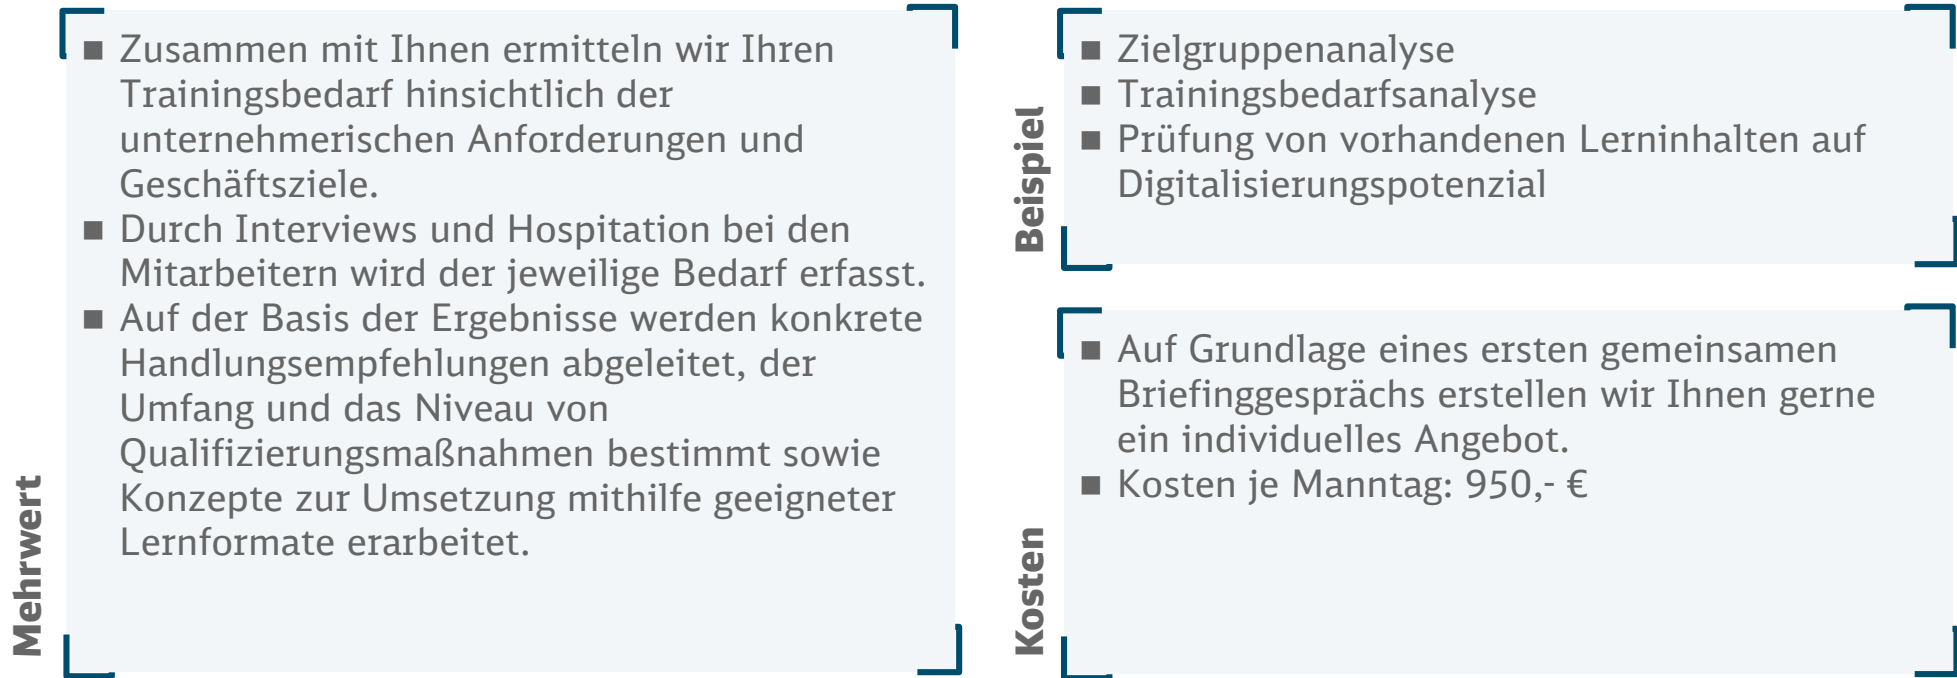 Mehrwert
■ Zusammen mit Ihnen ermitteln wir Ihren
Trainingsbedarf hinsichtlich der
unternehmerischen Anforderungen und
Geschäftsziele.
■ Durch Interviews und Hospitation bei den
Mitarbeitern wird der jeweilige Bedarf erfasst.
■ Auf der Basis der Ergebnisse werden konkrete
Handlungsempfehlungen abgeleitet, der
Umfang und das Niveau von
Qualifizierungsmaßnahmen bestimmt sowie
Konzepte zur Umsetzung mithilfe geeigneter
Lernformate erarbeitet.
Beispiel
■ Zielgruppenanalyse
■ Trainingsbedarfsanalyse
■ Prüfung von vorhandenen Lerninhalten auf
Digitalisierungspotenzial
Kosten
■ Auf Grundlage eines ersten gemeinsamen
Briefinggesprächs erstellen wir Ihnen gerne
ein individuelles Angebot.
■ Kosten je Manntag: 950,- €